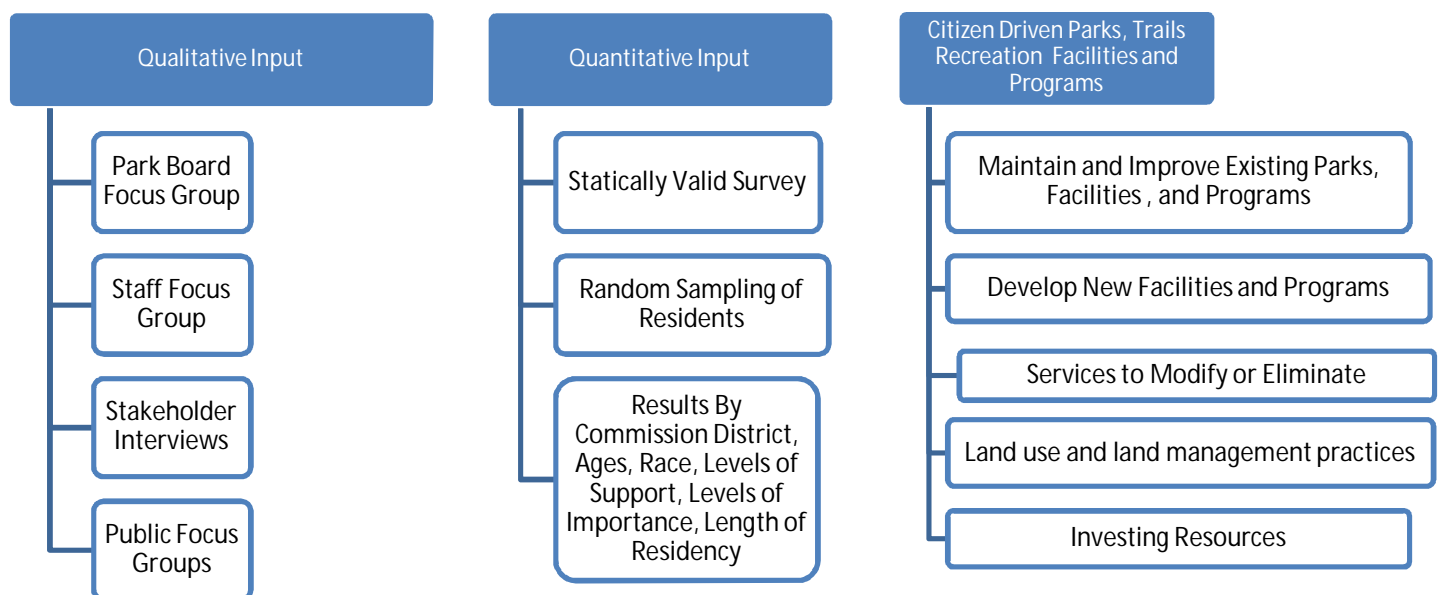 Qualitative Input
Park Board
Focus Group
Staff Focus
Group
Stakeholder
Interviews
Public Focus
Groups
Quantitative Input
Statically Valid Survey
Random Sampling of
Residents
Results By
Commission District,
Ages, Race, Levels of
Support, Levels of
Importance, Length of
Residency
Citizen Driven Parks, Trails
Recreation Facilities and
Programs
Maintain and Improve Existing Parks,
Facilities , and Programs
Develop New Facilities and Programs
Services to Modify or Eliminate
Land use and land management practices
Investing Resources